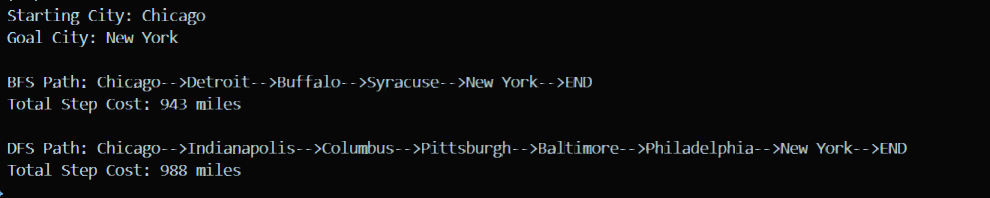 Starting City: Chicago
Goal City: New York
BFS Path: Chicago-->Detroit-->Buffalo-->Syracuse-->New York-->END
Total Step Cost: 943 miles
DFS Path: Chicago-->Indianapolis-->Columbus-->Pittsburgh-->Baltimore-->Philadelphia-->New York-->END
Total Step Cost: 988 miles